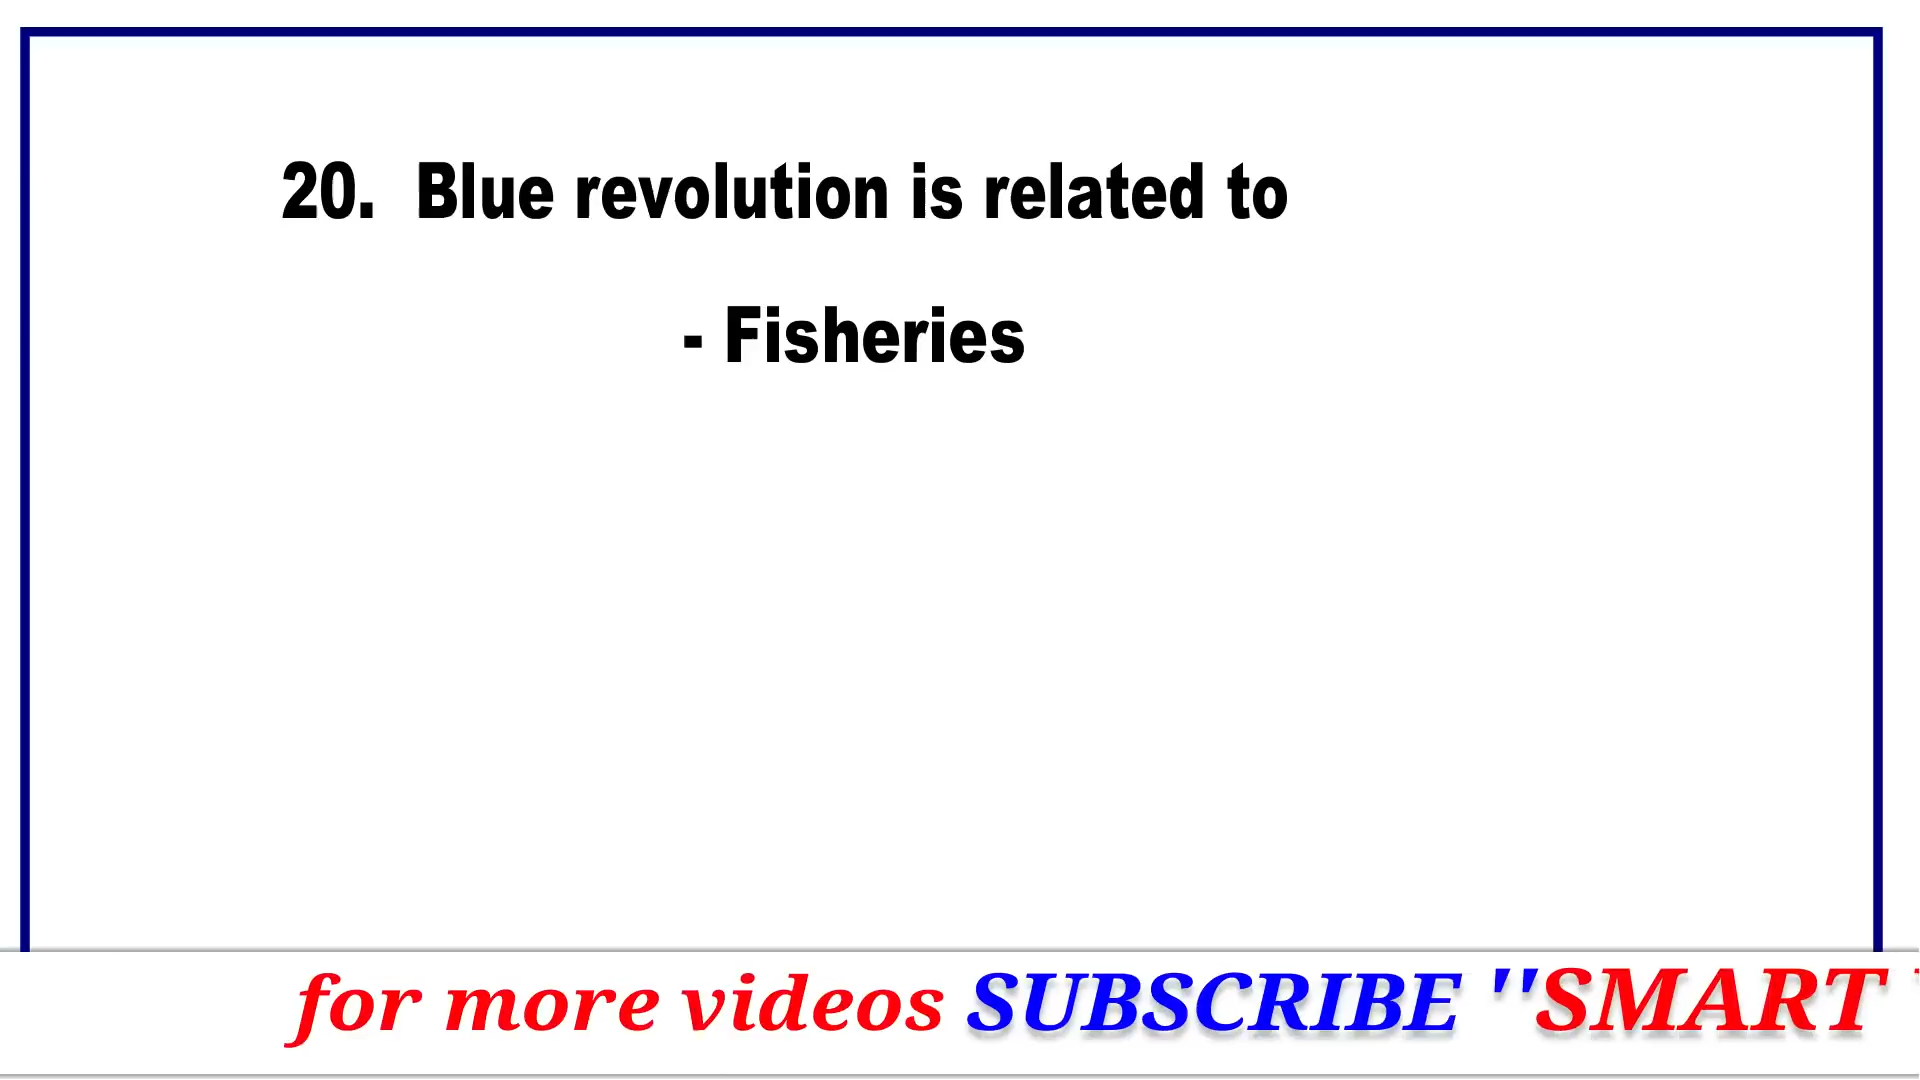 20. Blue revolution is related to
- Fisheries
for more videos SUBSCRIBE "SMART